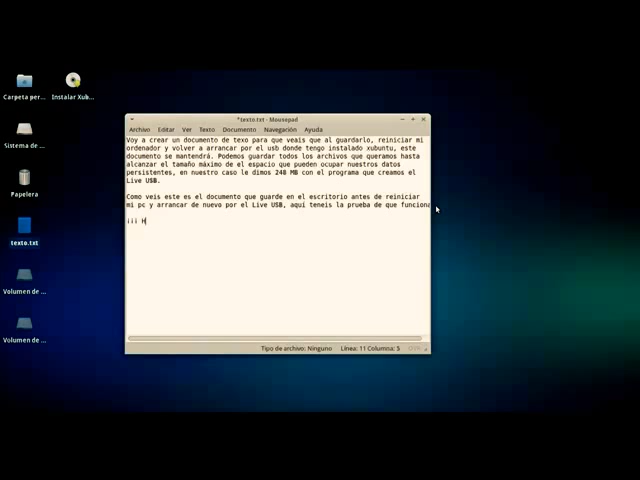 Carpeta per...
Instalar Xub...
Sistema de ...
Papelera
texto.txt
Volumen de ...
Volumen de ...
*texto.txt - Mousepad
Archivo Editar Ver Texto Documento Navegación Ayuda
Voy a crear un documento de texo para que veais que al guardarlo, reiniciar mi
ordenador y volver a arrancar por el usb donde tengo instalado xubuntu, este
documento se mantendrá. Podemos guardar todos los archivos que queramos hasta
alcanzar el tamaño máximo de el espacio que pueden ocupar nuestros datos
persistentes, en nuestro caso le dimos 248 MB con el programa que creamos el
Live USB.
Como veis este es el documento que guarde en el escritorio antes de reiniciar
mi pc y arrancar de nuevo por el Live USB, aqui teneis la prueba de que funciona
¡¡¡ H
Tipo de archivo: Ninguno Línea: 11 Columna: 5